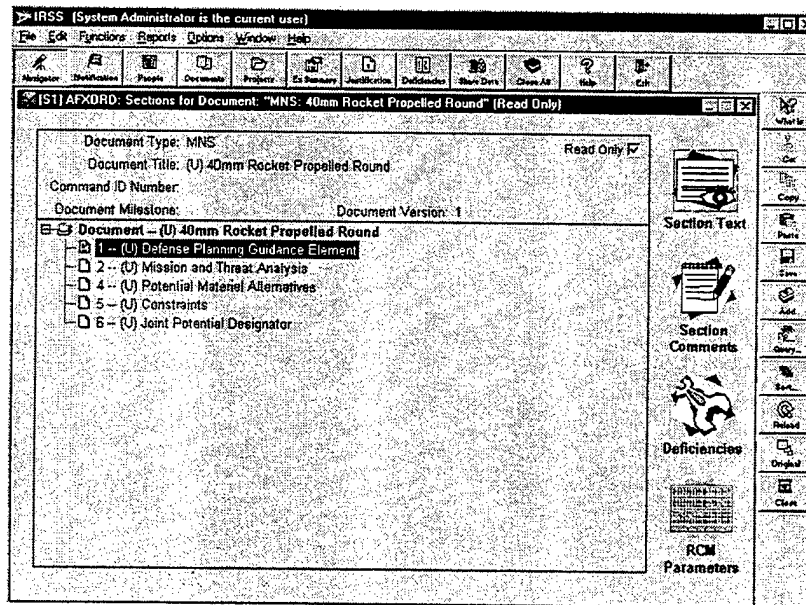 IRSS (System Administrator is the current user)
File Edit Functions Reports Options Window Help
Navigator Notification People Documents Projects Ex Summary Justification Deficiencies Share Data Close All Help Exit
[S1] AFXORD: Sections for Document: "MNS: 40mm Rocket Propelled Round" (Read Only)
Document Type: MNS
Read Only
Document Title: (U) 40mm Rocket Propelled Round
Command ID Number:
Document Milestone: Document Version: 1
Document -- (U) 40mm Rocket Propelled Round
1 -- (U) Defense Planning Guidance Element
2 -- (U) Mission and Threat Analysis
4 -- (U) Potential Materiel Alternatives
5 -- (U) Constraints
6 -- (U) Joint Potential Designator
Section Text
Section
Comments
Deficiencies
RCM
Parameters
What Is
Cut
Copy
Paste
Save
Add
Query...
Sort...
Reload
Original
Close